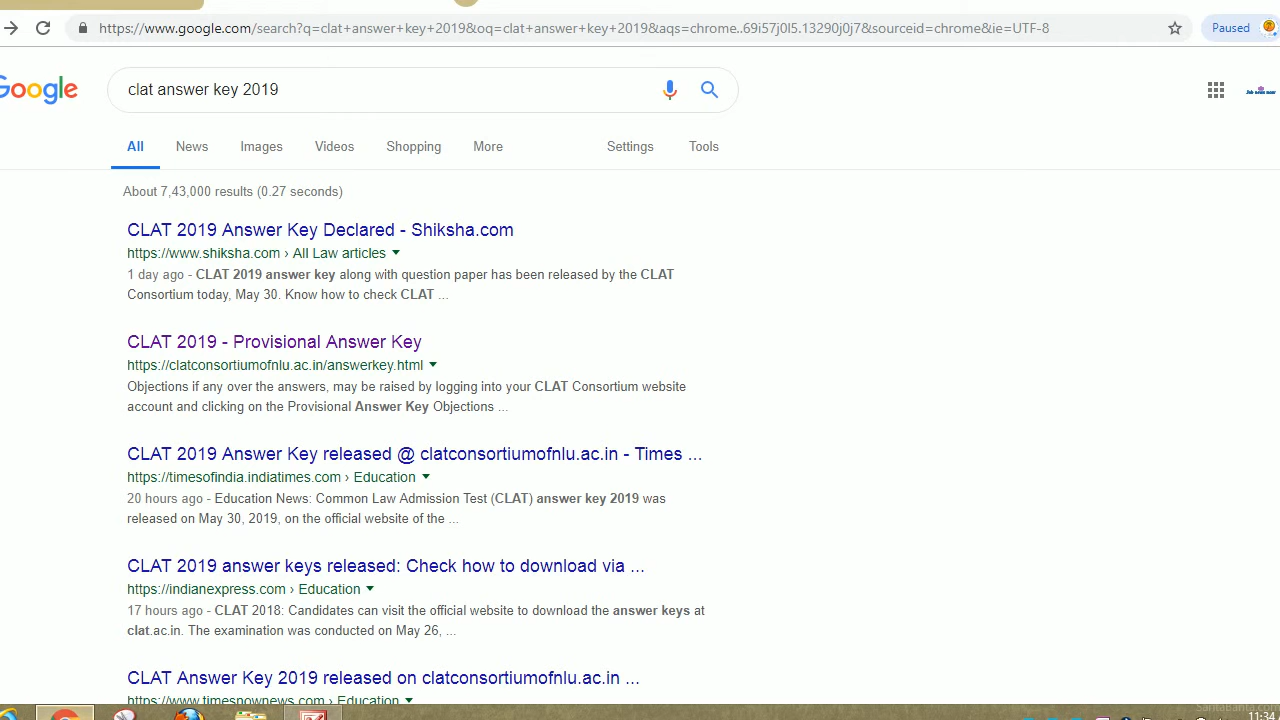 https://www.google.com/search?q=clat+answer+key+2019&oq=clat+answer+key+2019&aqs=chrome..69i57j0l5.13290j0j7&sourceid=chrome&ie=UTF-8 Paused
Google clat answer key 2019
All News Images Videos Shopping More Settings Tools
About 7,43,000 results (0.27 seconds)
CLAT 2019 Answer Key Declared - Shiksha.com
https://www.shiksha.com › All Law articles
1 day ago - CLAT 2019 answer key along with question paper has been released by the CLAT
Consortium today, May 30. Know how to check CLAT ...
CLAT 2019 - Provisional Answer Key
https://clatconsortiumofnlu.ac.in/answerkey.html
Objections if any over the answers, may be raised by logging into your CLAT Consortium website
account and clicking on the Provisional Answer Key Objections ...
CLAT 2019 Answer Key released @ clatconsortiumofnlu.ac.in - Times ...
https://timesofindia.indiatimes.com › Education
20 hours ago - Education News: Common Law Admission Test (CLAT) answer key 2019 was
released on May 30, 2019, on the official website of the ...
CLAT 2019 answer keys released: Check how to download via ...
https://indianexpress.com › Education
17 hours ago - CLAT 2018: Candidates can visit the official website to download the answer keys at
clat.ac.in. The examination was conducted on May 26, ...
CLAT Answer Key 2019 released on clatconsortiumofnlu.ac.in ...
https://www.timesnownews.com › Education
SantaBanta.com
11:34